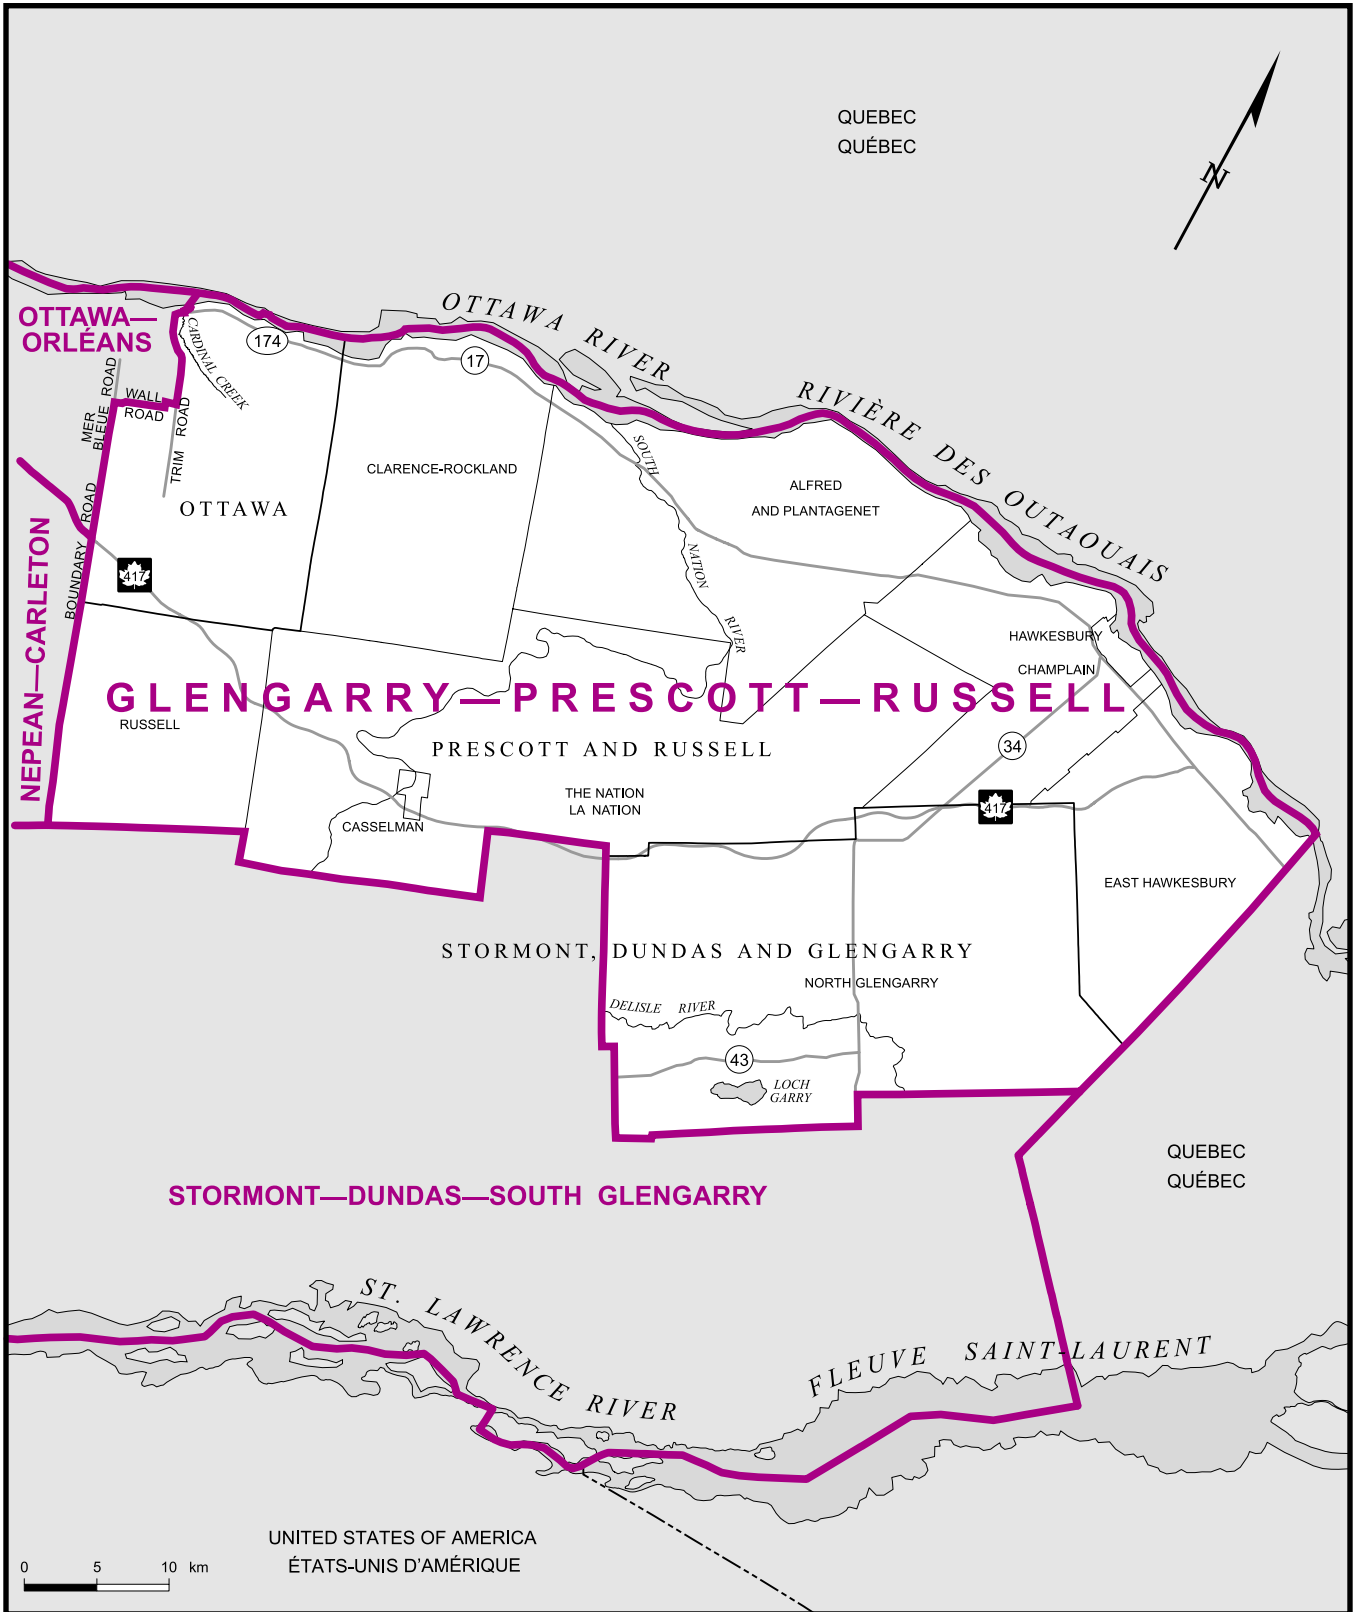 QUEBEC
QUÉBEC
N
OTTAWA RIVER
RIVIÈRE DES OUTAOUAIS
OTTAWA—
ORLÉANS
174
17
CARDINAL CREEK
MER
BLEUE ROAD
WALL
ROAD
TRIM ROAD
BOUNDARY ROAD
NEPEAN—CARLETON
OTTAWA
417
CLARENCE-ROCKLAND
SOUTH NATION RIVER
ALFRED
AND PLANTAGENET
HAWKESBURY
CHAMPLAIN
GLENGARRY—PRESCOTT—RUSSELL
RUSSELL
PRESCOTT AND RUSSELL
34
THE NATION
LA NATION
417
CASSELMAN
EAST HAWKESBURY
STORMONT, DUNDAS AND GLENGARRY
NORTH GLENGARRY
DELISLE RIVER
43
LOCH
GARRY
QUEBEC
QUÉBEC
STORMONT—DUNDAS—SOUTH GLENGARRY
ST. LAWRENCE RIVER
FLEUVE SAINT-LAURENT
UNITED STATES OF AMERICA
ÉTATS-UNIS D'AMÉRIQUE
0 5 10 km